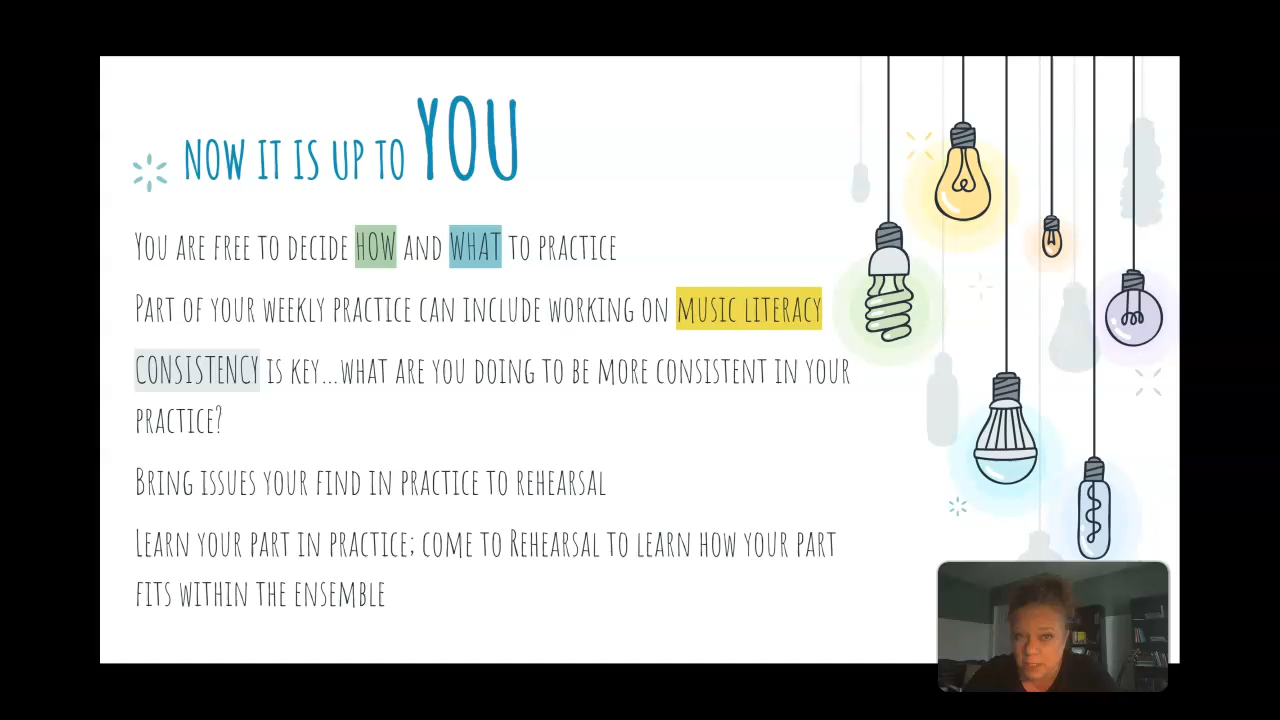 NOW IT IS UP TO YOU
YOU ARE FREE TO DECIDE HOW AND WHAT TO PRACTICE
PART OF YOUR WEEKLY PRACTICE CAN INCLUDE WORKING ON MUSIC LITERACY
CONSISTENCY IS KEY...WHAT ARE YOU DOING TO BE MORE CONSISTENT IN YOUR
PRACTICE?
BRING ISSUES YOUR FIND IN PRACTICE TO REHEARSAL
LEARN YOUR PART IN PRACTICE; COME TO REHEARSAL TO LEARN HOW YOUR PART
FITS WITHIN THE ENSEMBLE